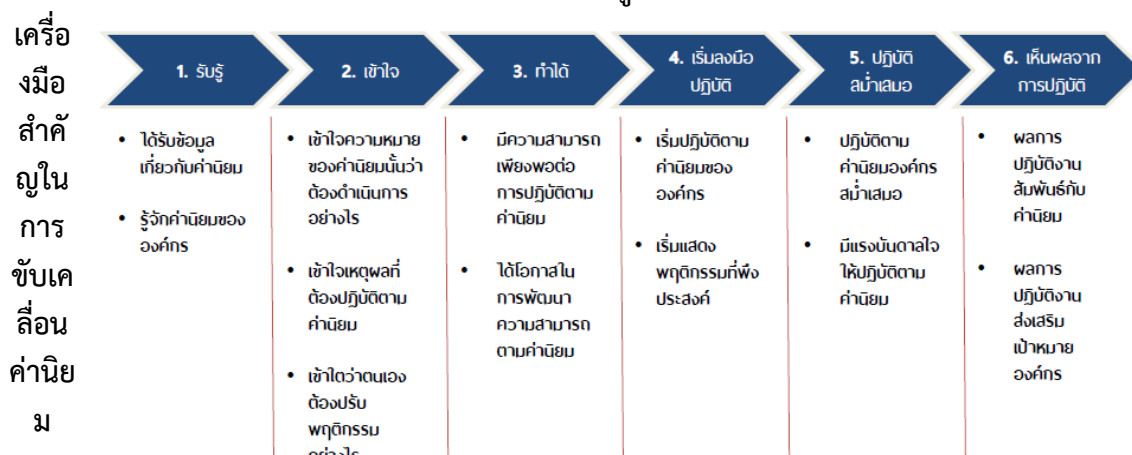 เครื่อ
งมือ
สำคั
ญใน
การ
ขับเค
ลื่อน
ค่านิย
ม
1. รับรู้
• ได้รับข้อมูล
เกี่ยวกับค่านิยม
• รู้จักค่านิยมของ
องค์กร
2. เข้าใจ
• เข้าใจความหมาย
ของค่านิยมนั้นว่า
ต้องดำเนินการ
อย่างไร
• เข้าใจเหตุผลที่
ต้องปฏิบัติตาม
ค่านิยม
• เข้าใตว่าตนเอง
ต้องปรับ
พฤติกรรม
อย่างไร
3. ทำได้
• มีความสามารถ
เพียงพอต่อ
การปฏิบัติตาม
ค่านิยม
• ได้โอกาสใน
การพัฒนา
ความสามารถ
ตามค่านิยม
4. เริ่มลงมือ
ปฏิบัติ
• เริ่มปฏิบัติตาม
ค่านิยมของ
องค์กร
• เริ่มแสดง
พฤติกรรมที่พึง
ประสงค์
5. ปฏิบัติ
สม่ำเสมอ
• ปฏิบัติตาม
ค่านิยมองค์กร
สม่ำเสมอ
• มีแรงบันดาลใจ
ให้ปฏิบัติตาม
ค่านิยม
6. เห็นผลจาก
การปฏิบัติ
• ผลการ
ปฏิบัติงาน
สัมพันธ์กับ
ค่านิยม
• ผลการ
ปฏิบัติงาน
ส่งเสริม
เป้าหมาย
องค์กร